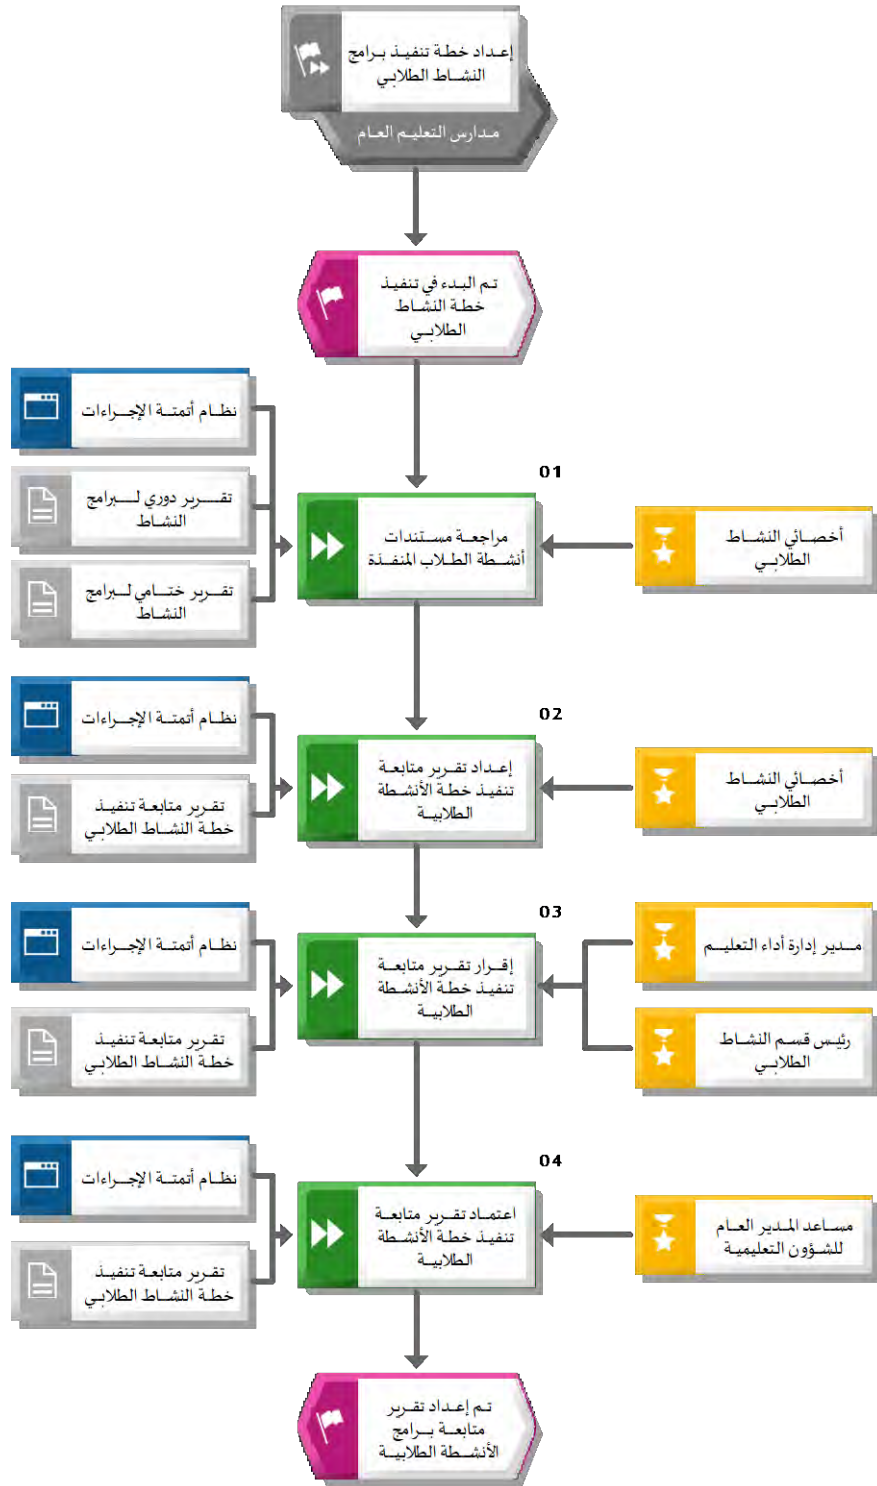 إعداد خطة تنفيذ برامج
النشاط الطلابي
مدارس التعليم العام
تم البدء في تنفيذ
خطة النشاط
الطلابي
01
مراجعة مستندات
أنشطة الطلاب المنفذة
أخصائي النشاط
الطلابي
نظام أتمتة الإجراءات
تقرير دوري لبرامج
النشاط
تقرير ختامي لبرامج
النشاط
02
إعداد تقرير متابعة
تنفيذ خطة الأنشطة
الطلابية
أخصائي النشاط
الطلابي
نظام أتمتة الإجراءات
تقرير متابعة تنفيذ
خطة النشاط الطلابي
03
إقرار تقرير متابعة
تنفيذ خطة الأنشطة
الطلابية
مدير إدارة أداء التعليم
رئيس قسم النشاط
الطلابي
نظام أتمتة الإجراءات
تقرير متابعة تنفيذ
خطة النشاط الطلابي
04
اعتماد تقرير متابعة
تنفيذ خطة الأنشطة
الطلابية
مساعد المدير العام
للشؤون التعليمية
نظام أتمتة الإجراءات
تقرير متابعة تنفيذ
خطة النشاط الطلابي
تم إعداد تقرير
متابعة برامج
الأنشطة الطلابية